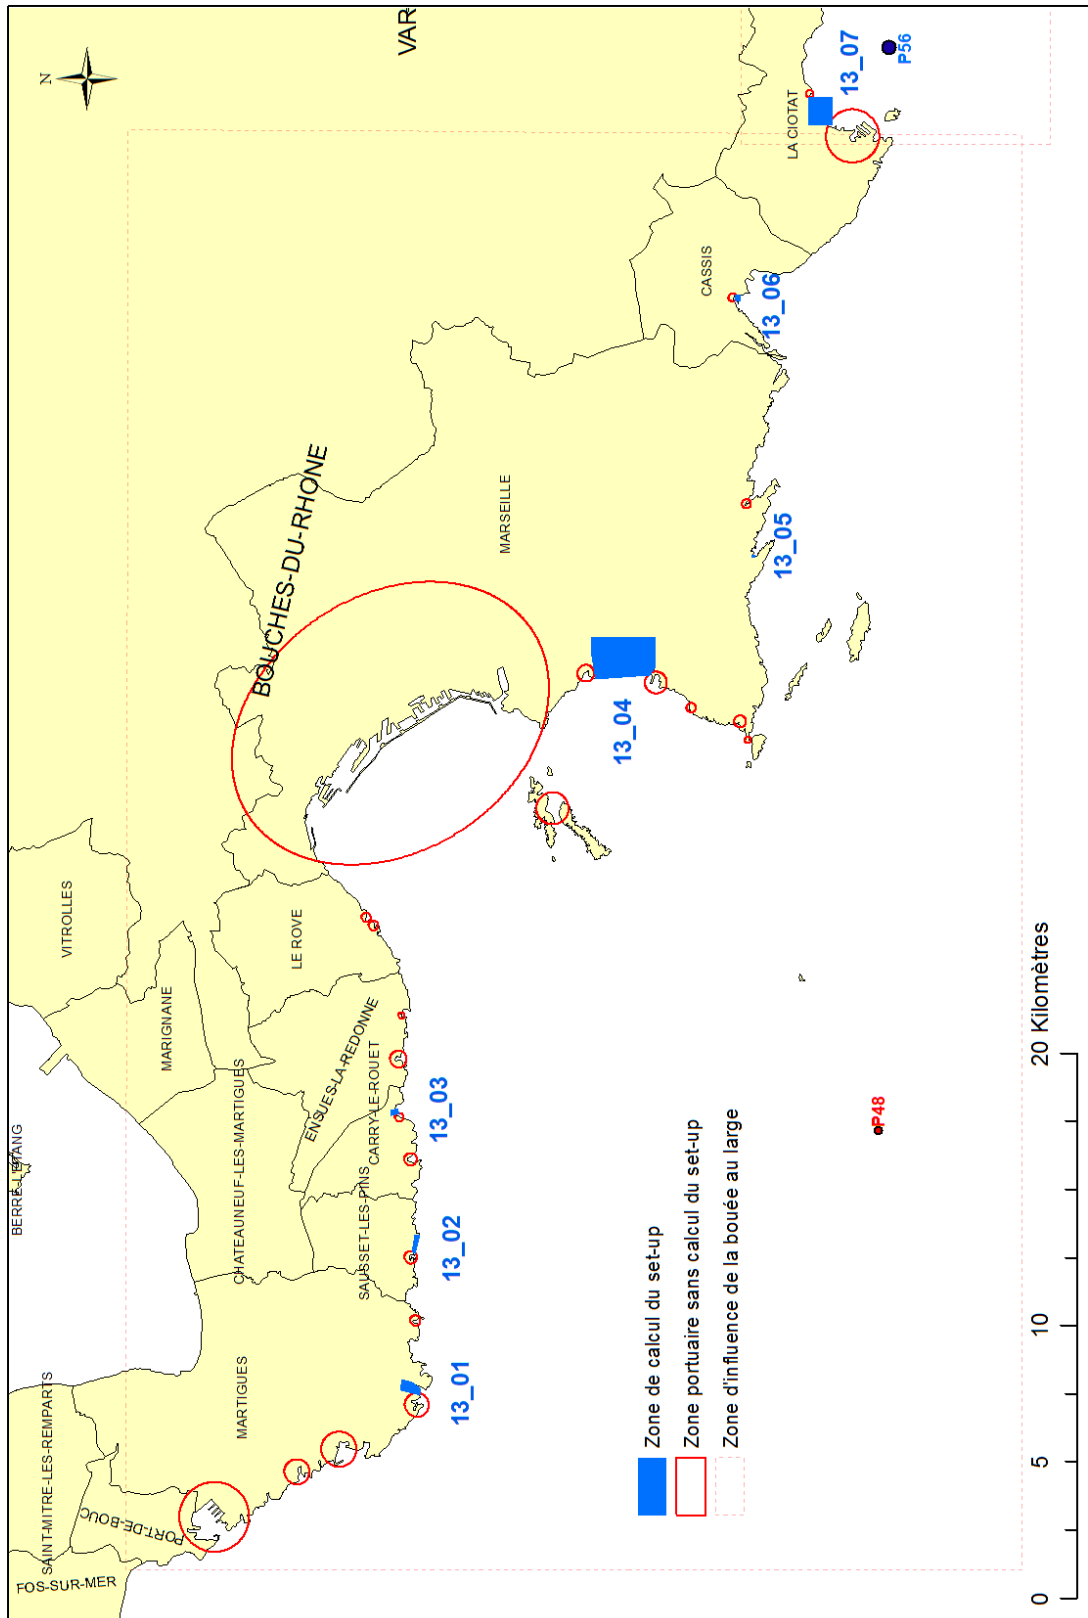 FOS-SUR-MER
SAINT-MITRE-LES-REMPARTS
PORT-DE-BOUC
MARTIGUES
BERRE-L'ETANG
CHATEAUNEUF-LES-MARTIGUES
SAUSSET-LES-PINS
CARRY-LE-ROUET
ENSUES-LA-REDONNE
MARIGNANE
VITROLLES
LE ROVE
BOUCHES-DU-RHONE
MARSEILLE
CASSIS
LA CIOTAT
VAR
N
13_01
13_02
13_03
13_04
13_05
13_06
13_07
P48
P56
Zone de calcul du set-up
Zone portuaire sans calcul du set-up
Zone d'influence de la bouée au large
0 5 10 20 Kilomètres